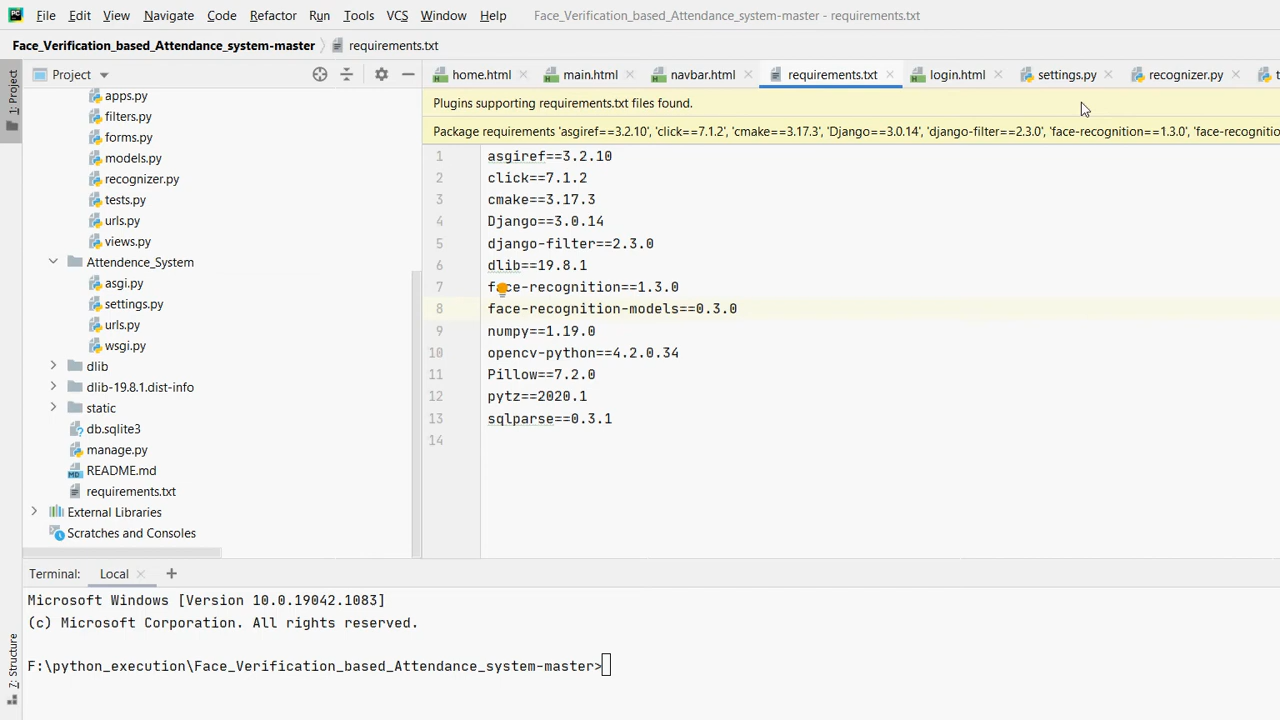 File Edit View Navigate Code Refactor Run Tools VCS Window Help Face_Verification_based_Attendance_system-master - requirements.txt
Face_Verification_based_Attendance_system-master requirements.txt
1: Project
Project
home.html main.html navbar.html requirements.txt login.html settings.py recognizer.py
Plugins supporting requirements.txt files found.
Package requirements 'asgiref==3.2.10', 'click==7.1.2', 'cmake==3.17.3', 'Django==3.0.14', 'django-filter==2.3.0', 'face-recognition==1.3.0', 'face-recognitio
apps.py
filters.py
forms.py
models.py
recognizer.py
tests.py
urls.py
views.py
Attendence_System
asgi.py
settings.py
urls.py
wsgi.py
dlib
dlib-19.8.1.dist-info
static
db.sqlite3
manage.py
README.md
requirements.txt
External Libraries
Scratches and Consoles
1 asgiref==3.2.10
2 click==7.1.2
3 cmake==3.17.3
4 Django==3.0.14
5 django-filter==2.3.0
6 dlib==19.8.1
7 face-recognition==1.3.0
8 face-recognition-models==0.3.0
9 numpy==1.19.0
10 opencv-python==4.2.0.34
11 Pillow==7.2.0
12 pytz==2020.1
13 sqlparse==0.3.1
14
Terminal: Local +
Microsoft Windows [Version 10.0.19042.1083]
(c) Microsoft Corporation. All rights reserved.
F:\python_execution\Face_Verification_based_Attendance_system-master>
7: Structure